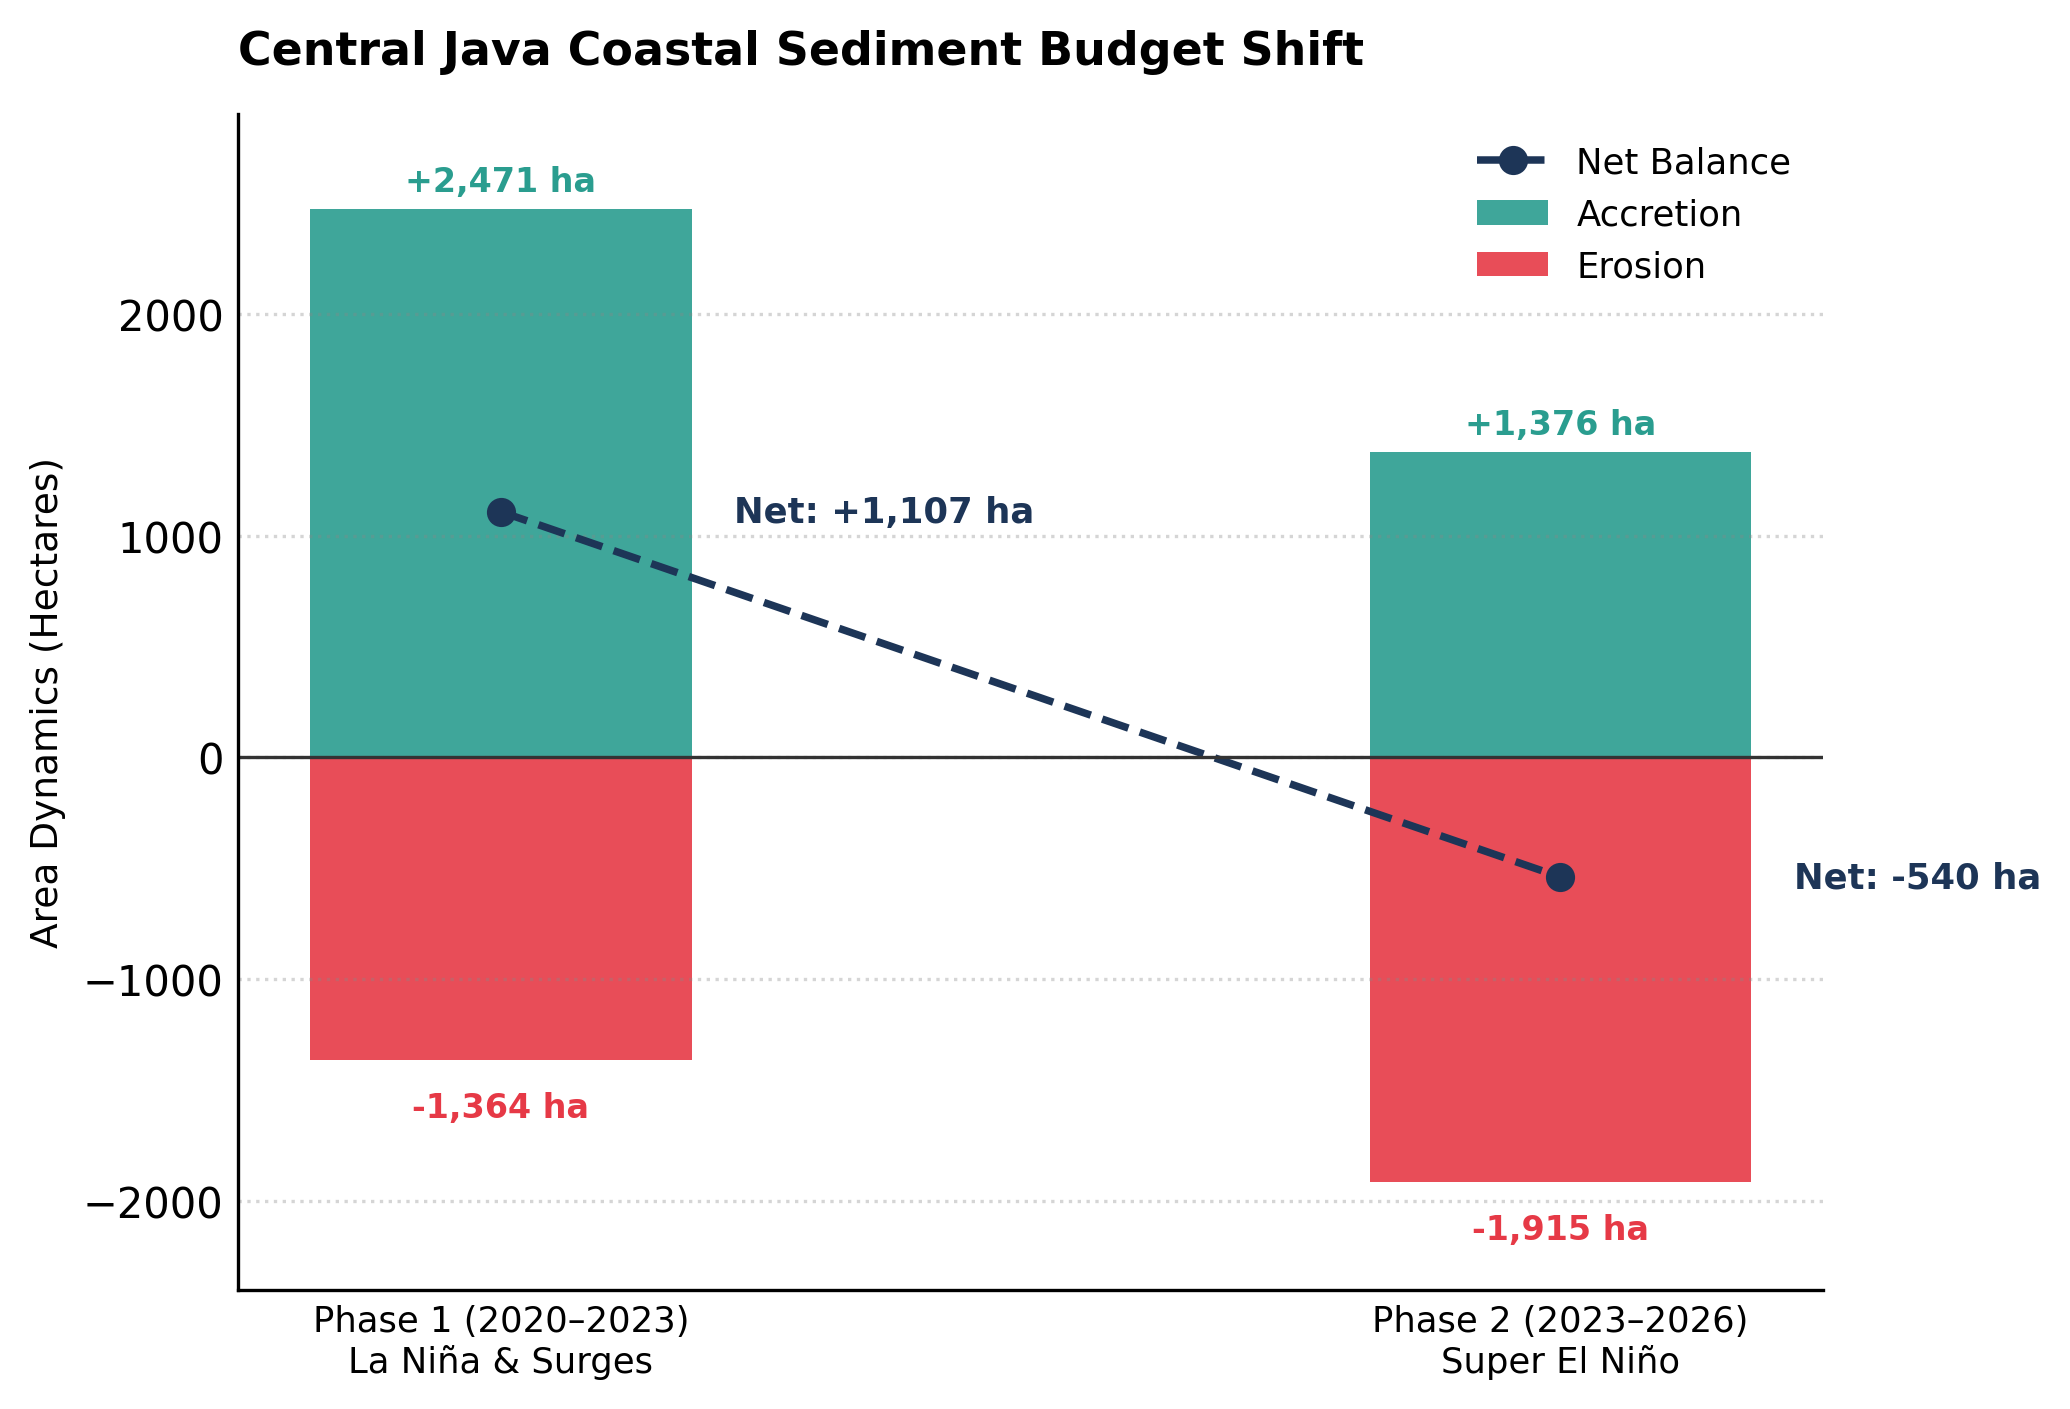 Central Java Coastal Sediment Budget Shift
Net Balance
Accretion
Erosion
Area Dynamics (Hectares)
2000
1000
0
−1000
−2000
+2,471 ha
Net: +1,107 ha
-1,364 ha
+1,376 ha
Net: -540 ha
-1,915 ha
Phase 1 (2020–2023)
La Niña & Surges
Phase 2 (2023–2026)
Super El Niño